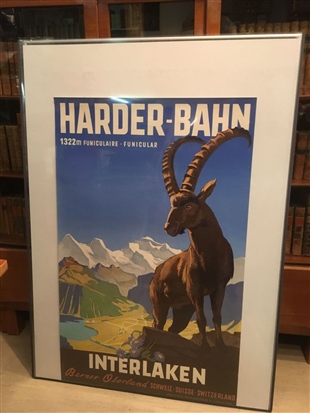 HARDER-BAHN
1322m FUNICULAIRE - FUNICULAR
INTERLAKEN
Berner Oberland SCHWEIZ-SUISSE-SWITZERLAND